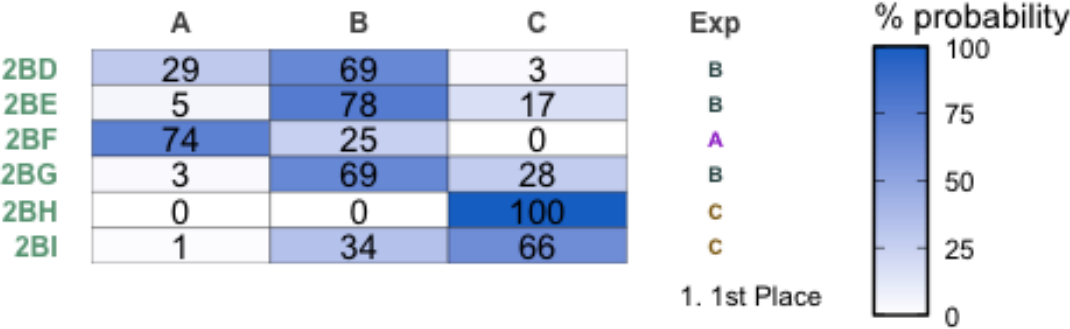 A B C Exp % probability
2BD 29 69 3 B
2BE 5 78 17 B
2BF 74 25 0 A
2BG 3 69 28 B
2BH 0 0 100 C
2BI 1 34 66 C
1. 1st Place
100
75
50
25
0